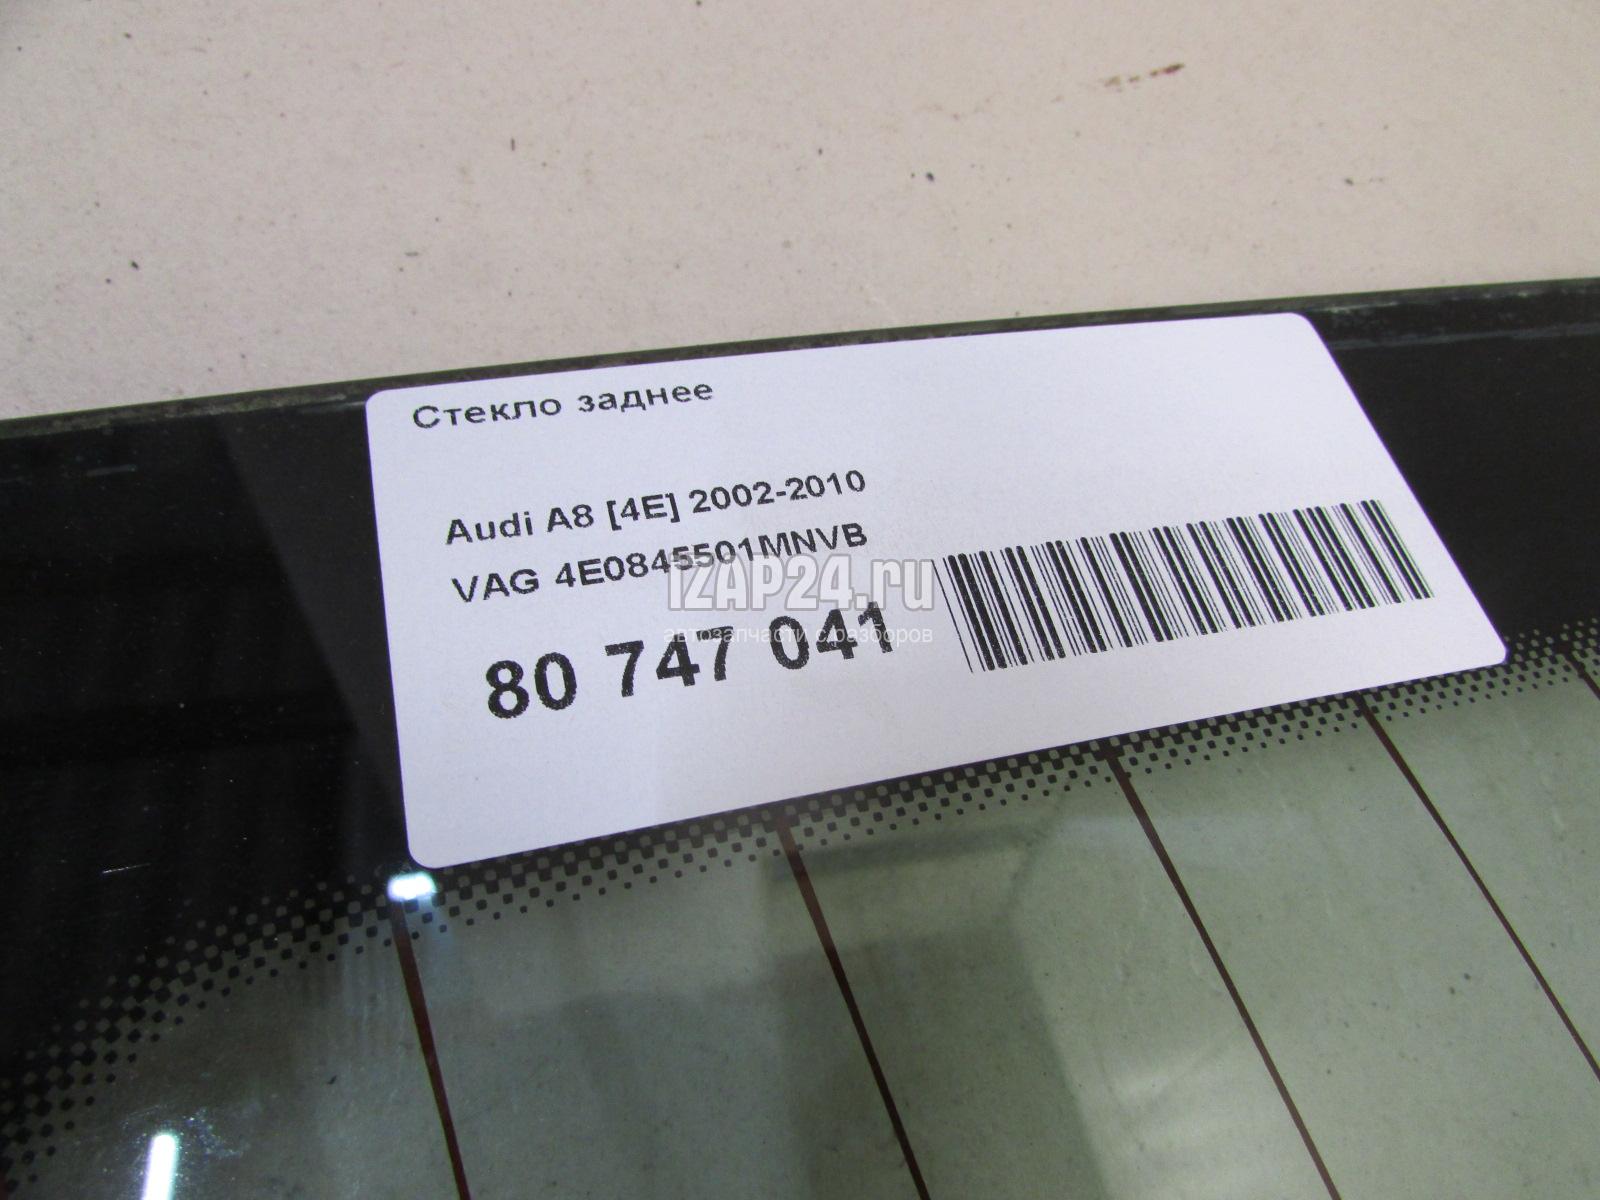 Стекло заднее
Audi A8 [4E] 2002-2010
VAG 4E0845501MNVB
IZAP24.ru
автозапчасти с разборов
80 747 041